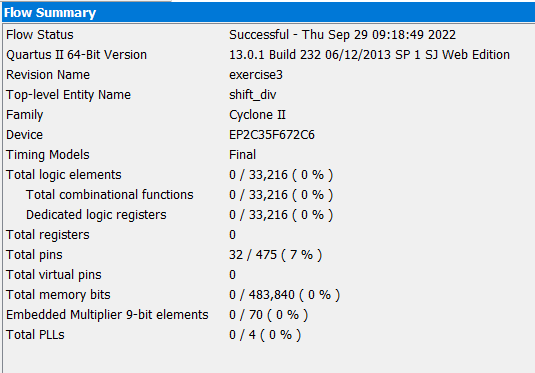 Flow Summary
Flow Status Successful - Thu Sep 29 09:18:49 2022
Quartus II 64-Bit Version 13.0.1 Build 232 06/12/2013 SP 1 SJ Web Edition
Revision Name exercise3
Top-level Entity Name shift_div
Family Cyclone II
Device EP2C35F672C6
Timing Models Final
Total logic elements 0 / 33,216 ( 0 % )
Total combinational functions 0 / 33,216 ( 0 % )
Dedicated logic registers 0 / 33,216 ( 0 % )
Total registers 0
Total pins 32 / 475 ( 7 % )
Total virtual pins 0
Total memory bits 0 / 483,840 ( 0 % )
Embedded Multiplier 9-bit elements 0 / 70 ( 0 % )
Total PLLs 0 / 4 ( 0 % )